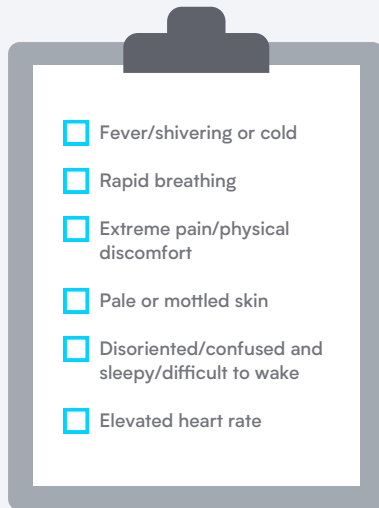 Fever/shivering or cold
Rapid breathing
Extreme pain/physical
discomfort
Pale or mottled skin
Disoriented/confused and
sleepy/difficult to wake
Elevated heart rate